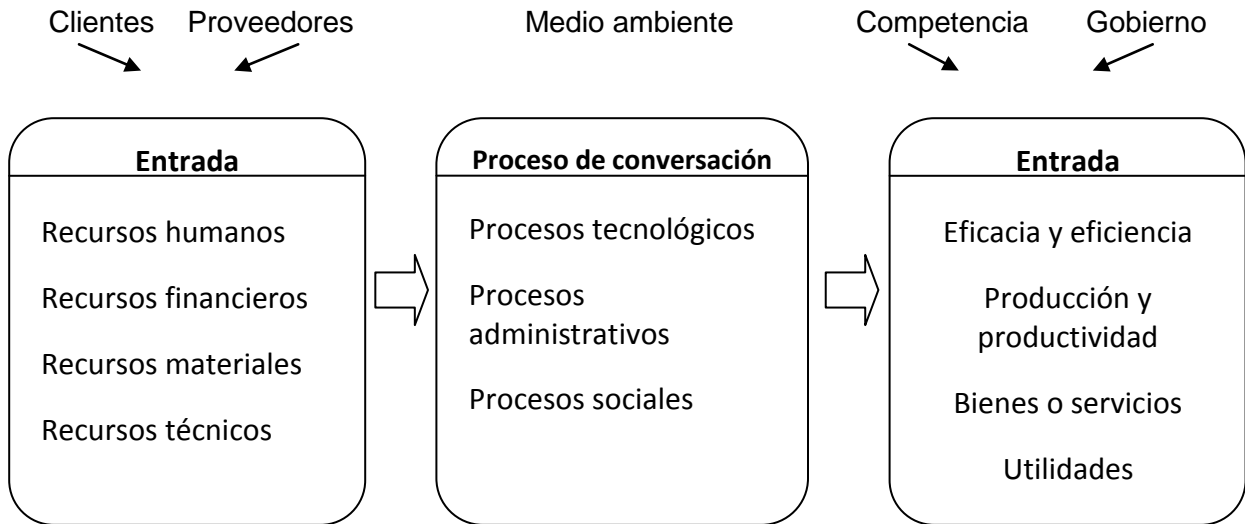 Clientes Proveedores Medio ambiente Competencia Gobierno
Entrada
Recursos humanos
Recursos financieros
Recursos materiales
Recursos técnicos
Proceso de conversación
Procesos tecnológicos
Procesos
administrativos
Procesos sociales
Entrada
Eficacia y eficiencia
Producción y
productividad
Bienes o servicios
Utilidades